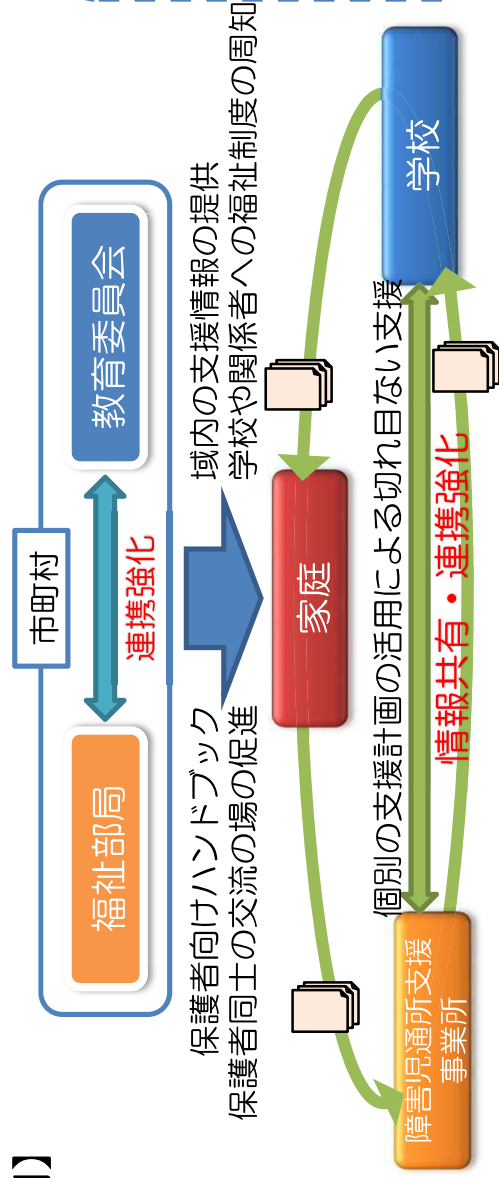 】
市町村
福祉部局
教育委員会
連携強化
保護者向けハンドブック
保護者同士の交流の場の促進
域内の支援情報の提供
学校や関係者への福祉制度の周知
家庭
個別の支援計画の活用による切れ目ない支援
情報共有・連携強化
障害児通所支援
事業所
学校